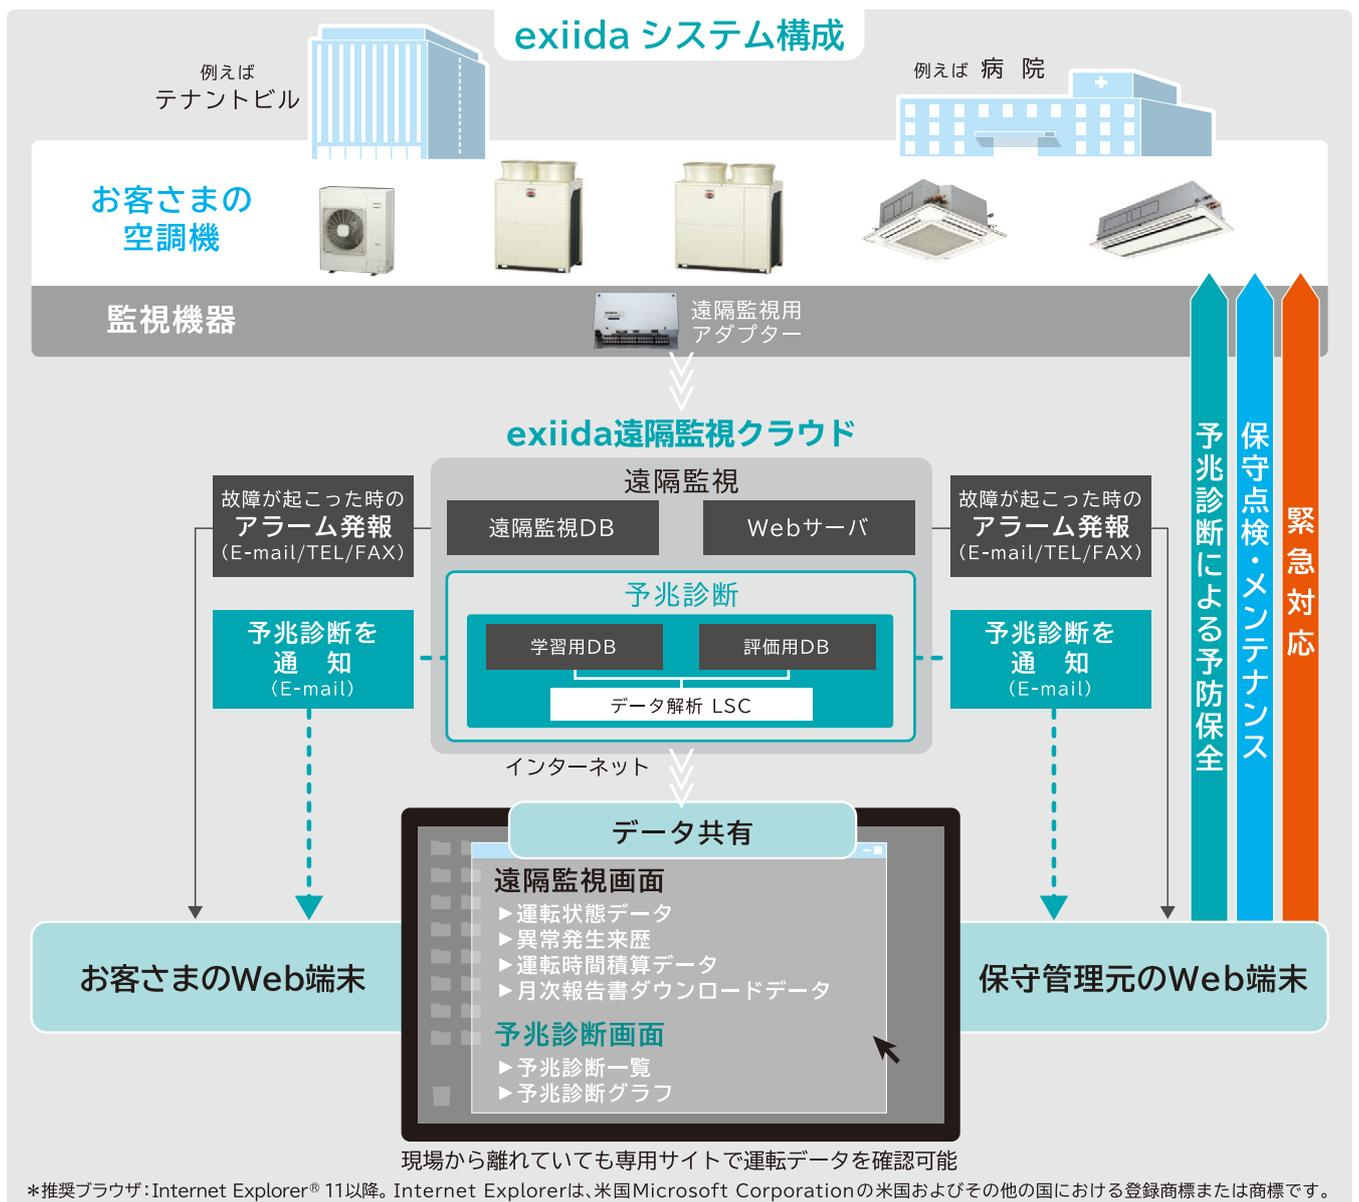 exiida システム構成
例えば
テナントビル
例えば 病 院
お客さまの
空調機
監視機器
遠隔監視用
アダプター
exiida遠隔監視クラウド
遠隔監視
遠隔監視DB
Webサーバ
故障が起こった時の
アラーム発報
(E-mail/TEL/FAX)
故障が起こった時の
アラーム発報
(E-mail/TEL/FAX)
予兆診断
学習用DB
評価用DB
データ解析 LSC
予兆診断を
通 知
(E-mail)
予兆診断を
通 知
(E-mail)
予兆診断による予防保全
保守点検・メンテナンス
緊急対応
インターネット
データ共有
遠隔監視画面
▶運転状態データ
▶異常発生来歴
▶運転時間積算データ
▶月次報告書ダウンロードデータ
予兆診断画面
▶予兆診断一覧
▶予兆診断グラフ
お客さまのWeb端末
保守管理元のWeb端末
現場から離れていても専用サイトで運転データを確認可能
*推奨ブラウザ：Internet Explorer® 11以降。Internet Explorerは、米国Microsoft Corporationの米国およびその他の国における登録商標または商標です。